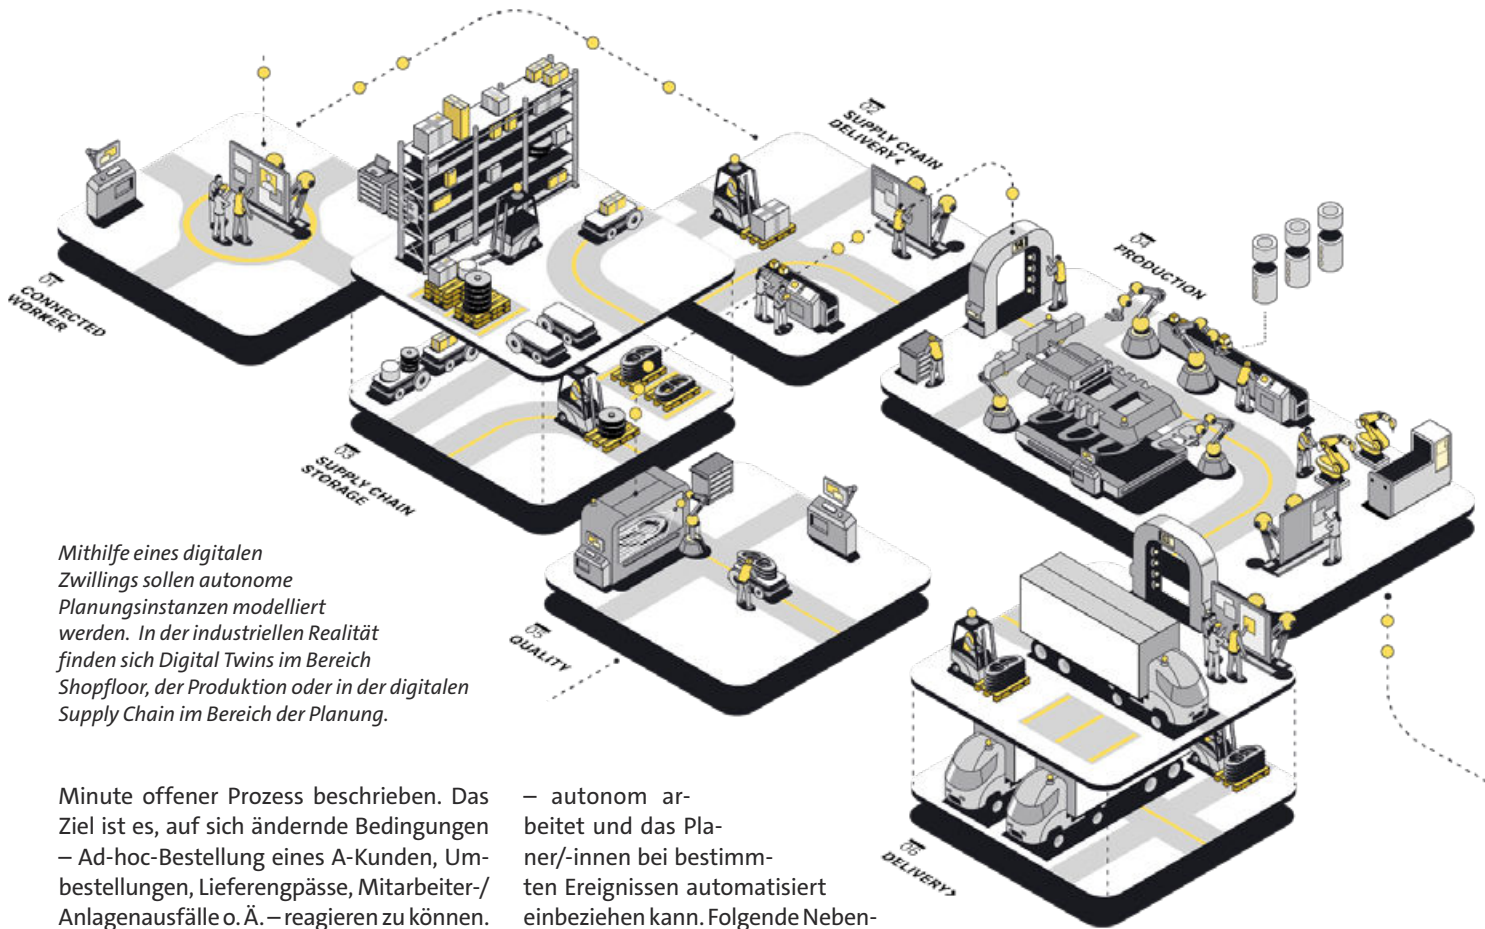 01
CONNECTED
WORKER
02
SUPPLY CHAIN
DELIVERY
03
SUPPLY CHAIN
STORAGE
04
PRODUCTION
05
QUALITY
06
DELIVERY
Mithilfe eines digitalen
Zwillings sollen autonome
Planungsinstanzen modelliert
werden. In der industriellen Realität
finden sich Digital Twins im Bereich
Shopfloor, der Produktion oder in der digitalen
Supply Chain im Bereich der Planung.
Minute offener Prozess beschrieben. Das
Ziel ist es, auf sich ändernde Bedingungen
– Ad-hoc-Bestellung eines A-Kunden, Um-
bestellungen, Lieferengpässe, Mitarbeiter-/
Anlagenausfälle o. Ä. – reagieren zu können.
– autonom ar-
beitet und das Pla-
ner/-innen bei bestimm-
ten Ereignissen automatisiert
einbeziehen kann. Folgende Neben-